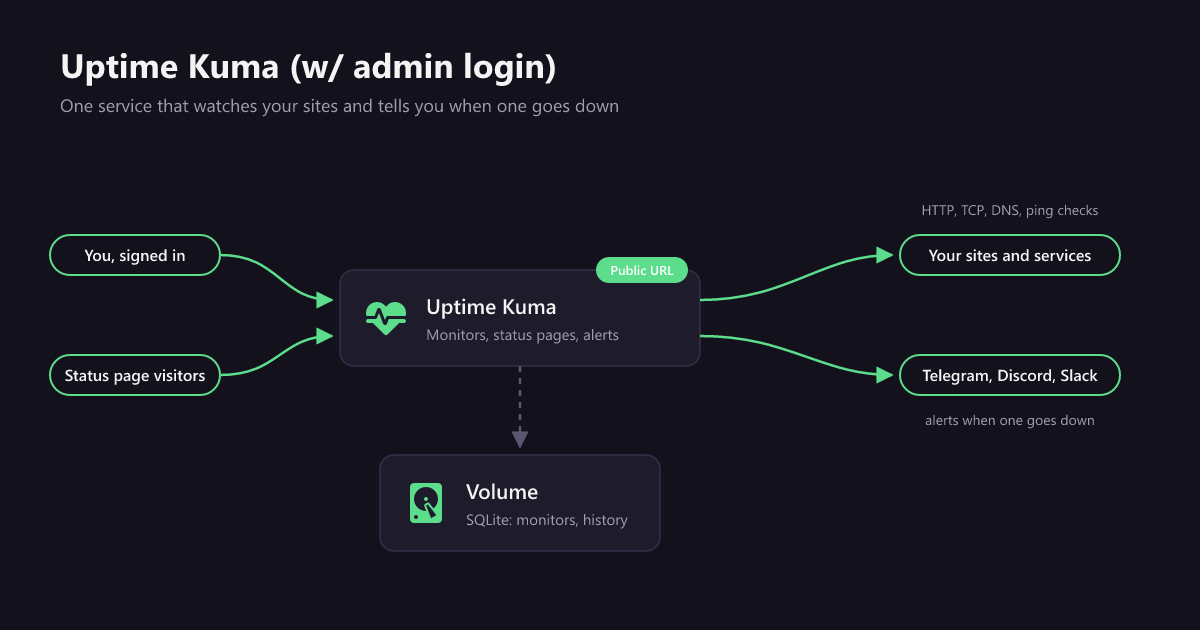 Uptime Kuma (w/ admin login)
One service that watches your sites and tells you when one goes down
HTTP, TCP, DNS, ping checks
You, signed in
Your sites and services
Public URL
Uptime Kuma
Monitors, status pages, alerts
Status page visitors
Telegram, Discord, Slack
alerts when one goes down
Volume
SQLite: monitors, history